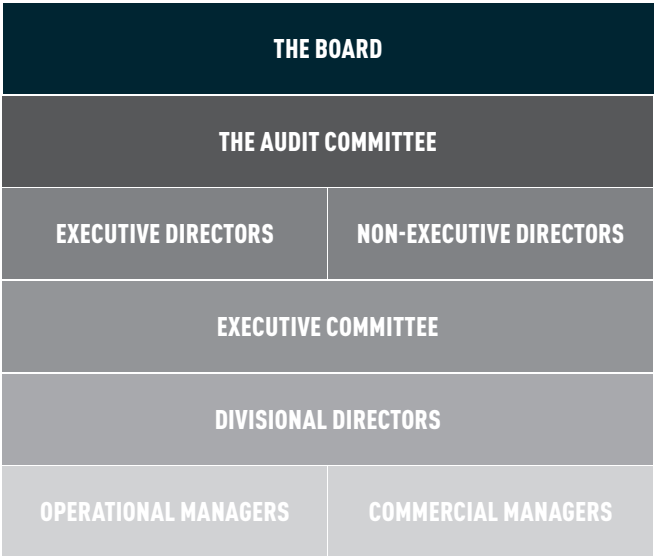 THE BOARD
THE AUDIT COMMITTEE
EXECUTIVE DIRECTORS
NON-EXECUTIVE DIRECTORS
EXECUTIVE COMMITTEE
DIVISIONAL DIRECTORS
OPERATIONAL MANAGERS
COMMERCIAL MANAGERS